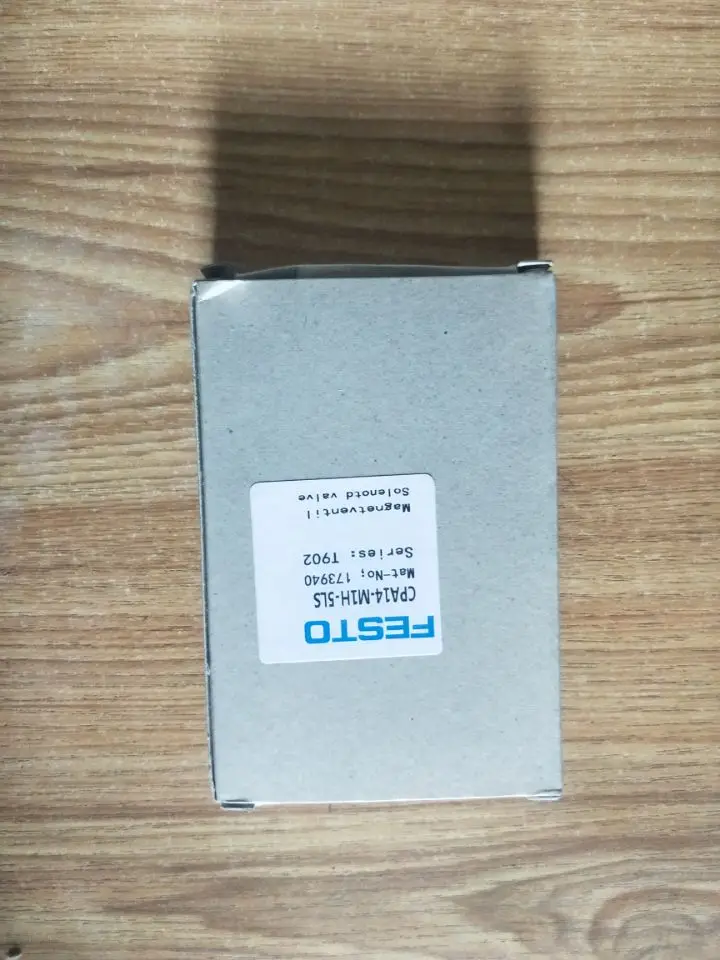 FESTO
CPA14-M1H-5LS
Mat-No; 173940
Series: T902
Magnetventil
Solenotd valve